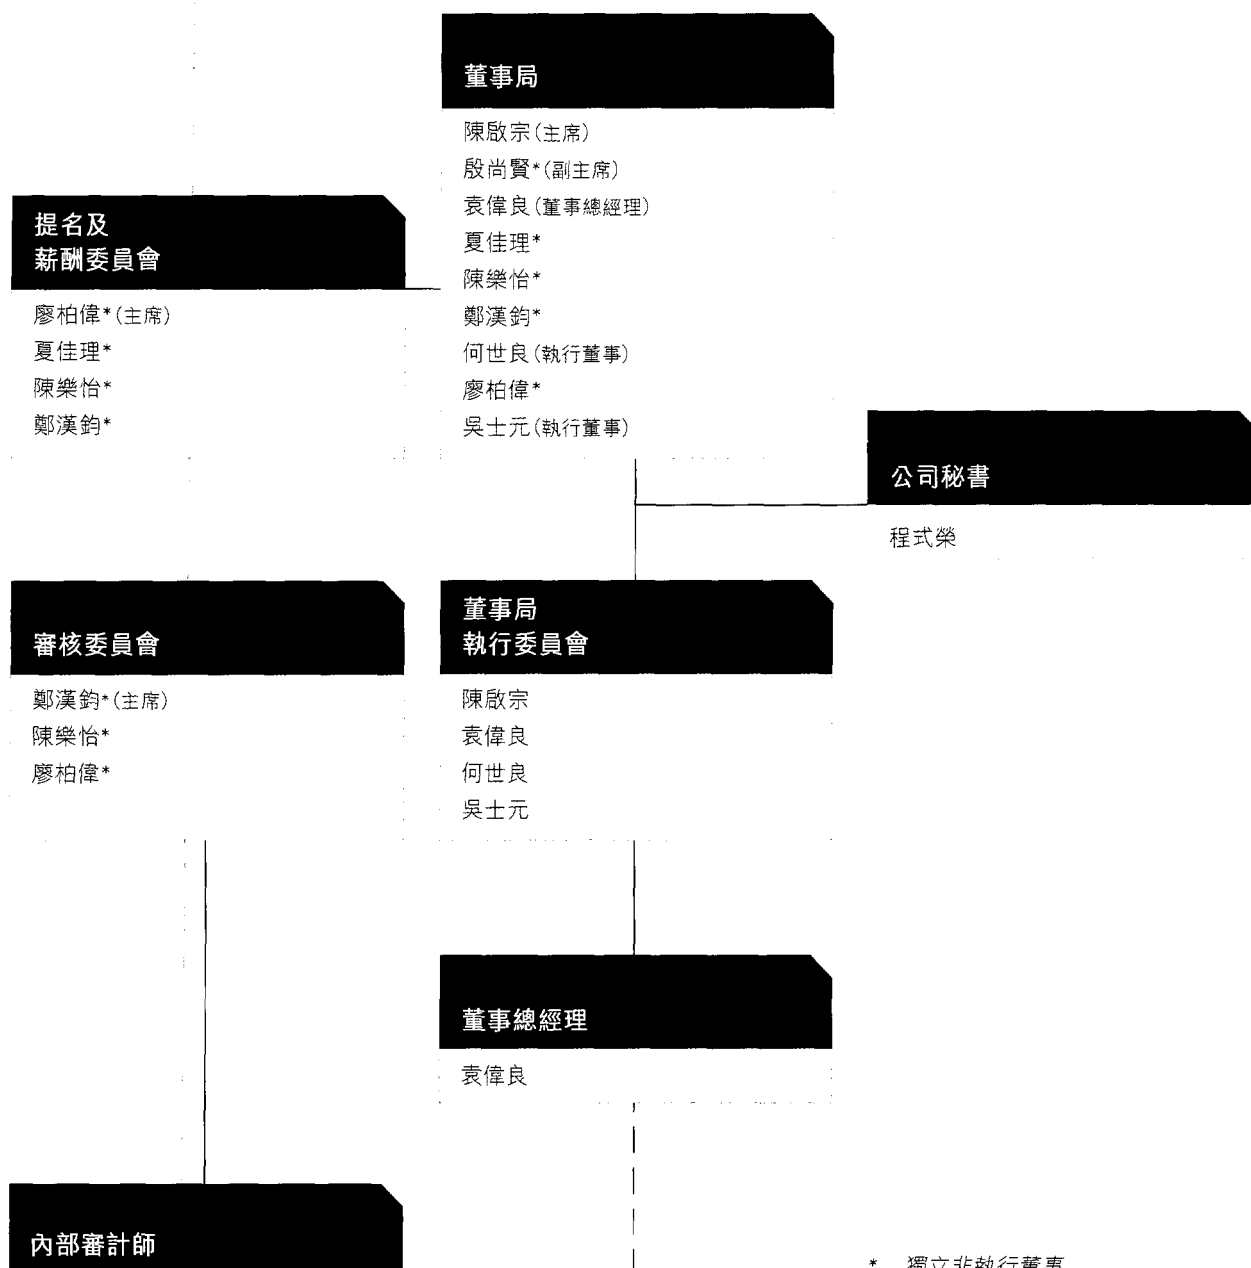 董事局
陳啟宗(主席)
殷尚賢*(副主席)
袁偉良(董事總經理)
夏佳理*
陳樂怡*
鄭漢鈞*
何世良(執行董事)
廖柏偉*
吳士元(執行董事)
提名及
薪酬委員會
廖柏偉*(主席)
夏佳理*
陳樂怡*
鄭漢鈞*
公司秘書
程式榮
審核委員會
鄭漢鈞*(主席)
陳樂怡*
廖柏偉*
董事局
執行委員會
陳啟宗
袁偉良
何世良
吳士元
董事總經理
袁偉良
內部審計師
* 獨立非執行董事